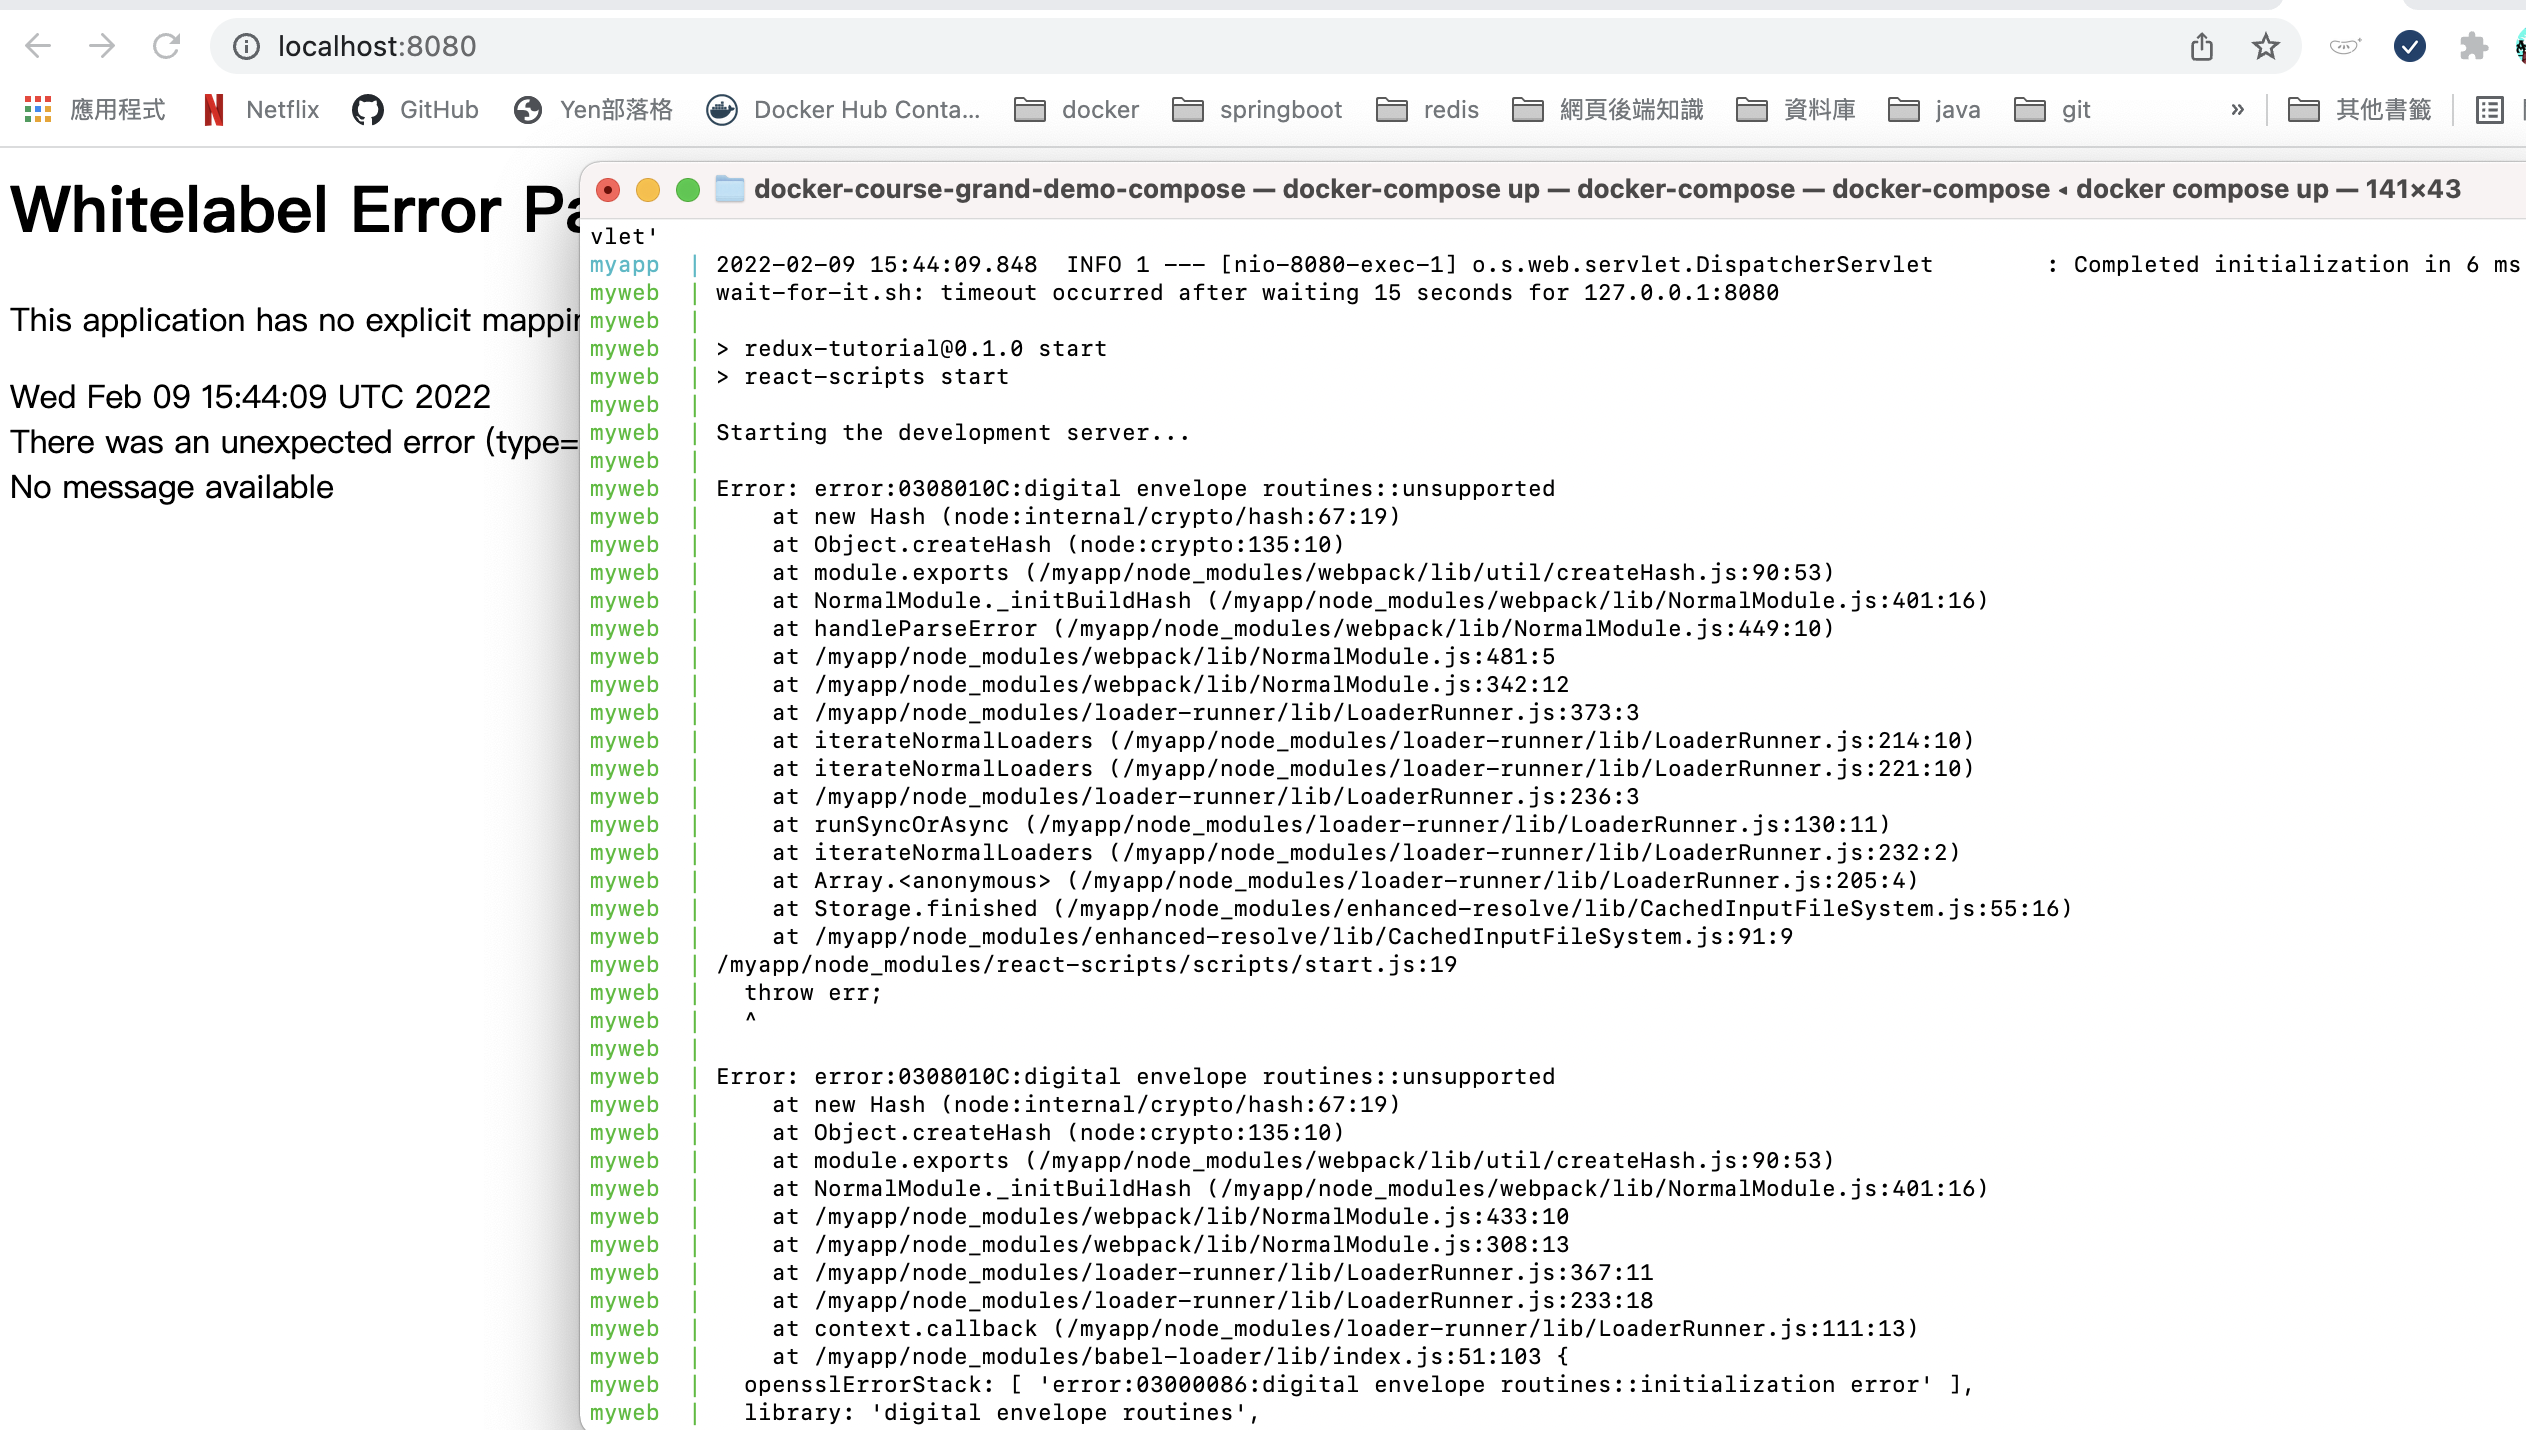 localhost:8080
應用程式 Netflix GitHub Yen部落格 Docker Hub Conta... docker springboot redis 網頁後端知識 資料庫 java git » 其他書籤
Whitelabel Error Pa
This application has no explicit mappin
Wed Feb 09 15:44:09 UTC 2022
There was an unexpected error (type=
No message available
docker-course-grand-demo-compose — docker-compose up — docker-compose — docker-compose ◂ docker compose up — 141×43
vlet'
myapp | 2022-02-09 15:44:09.848  INFO 1 --- [nio-8080-exec-1] o.s.web.servlet.DispatcherServlet        : Completed initialization in 6 ms
myweb | wait-for-it.sh: timeout occurred after waiting 15 seconds for 127.0.0.1:8080
myweb |
myweb | > redux-tutorial@0.1.0 start
myweb | > react-scripts start
myweb |
myweb | Starting the development server...
myweb |
myweb | Error: error:0308010C:digital envelope routines::unsupported
myweb |     at new Hash (node:internal/crypto/hash:67:19)
myweb |     at Object.createHash (node:crypto:135:10)
myweb |     at module.exports (/myapp/node_modules/webpack/lib/util/createHash.js:90:53)
myweb |     at NormalModule._initBuildHash (/myapp/node_modules/webpack/lib/NormalModule.js:401:16)
myweb |     at handleParseError (/myapp/node_modules/webpack/lib/NormalModule.js:449:10)
myweb |     at /myapp/node_modules/webpack/lib/NormalModule.js:481:5
myweb |     at /myapp/node_modules/webpack/lib/NormalModule.js:342:12
myweb |     at /myapp/node_modules/loader-runner/lib/LoaderRunner.js:373:3
myweb |     at iterateNormalLoaders (/myapp/node_modules/loader-runner/lib/LoaderRunner.js:214:10)
myweb |     at iterateNormalLoaders (/myapp/node_modules/loader-runner/lib/LoaderRunner.js:221:10)
myweb |     at /myapp/node_modules/loader-runner/lib/LoaderRunner.js:236:3
myweb |     at runSyncOrAsync (/myapp/node_modules/loader-runner/lib/LoaderRunner.js:130:11)
myweb |     at iterateNormalLoaders (/myapp/node_modules/loader-runner/lib/LoaderRunner.js:232:2)
myweb |     at Array.<anonymous> (/myapp/node_modules/loader-runner/lib/LoaderRunner.js:205:4)
myweb |     at Storage.finished (/myapp/node_modules/enhanced-resolve/lib/CachedInputFileSystem.js:55:16)
myweb |     at /myapp/node_modules/enhanced-resolve/lib/CachedInputFileSystem.js:91:9
myweb | /myapp/node_modules/react-scripts/scripts/start.js:19
myweb |   throw err;
myweb |   ^
myweb |
myweb | Error: error:0308010C:digital envelope routines::unsupported
myweb |     at new Hash (node:internal/crypto/hash:67:19)
myweb |     at Object.createHash (node:crypto:135:10)
myweb |     at module.exports (/myapp/node_modules/webpack/lib/util/createHash.js:90:53)
myweb |     at NormalModule._initBuildHash (/myapp/node_modules/webpack/lib/NormalModule.js:401:16)
myweb |     at /myapp/node_modules/webpack/lib/NormalModule.js:433:10
myweb |     at /myapp/node_modules/webpack/lib/NormalModule.js:308:13
myweb |     at /myapp/node_modules/loader-runner/lib/LoaderRunner.js:367:11
myweb |     at /myapp/node_modules/loader-runner/lib/LoaderRunner.js:233:18
myweb |     at context.callback (/myapp/node_modules/loader-runner/lib/LoaderRunner.js:111:13)
myweb |     at /myapp/node_modules/babel-loader/lib/index.js:51:103 {
myweb |   opensslErrorStack: [ 'error:03000086:digital envelope routines::initialization error' ],
myweb |   library: 'digital envelope routines',